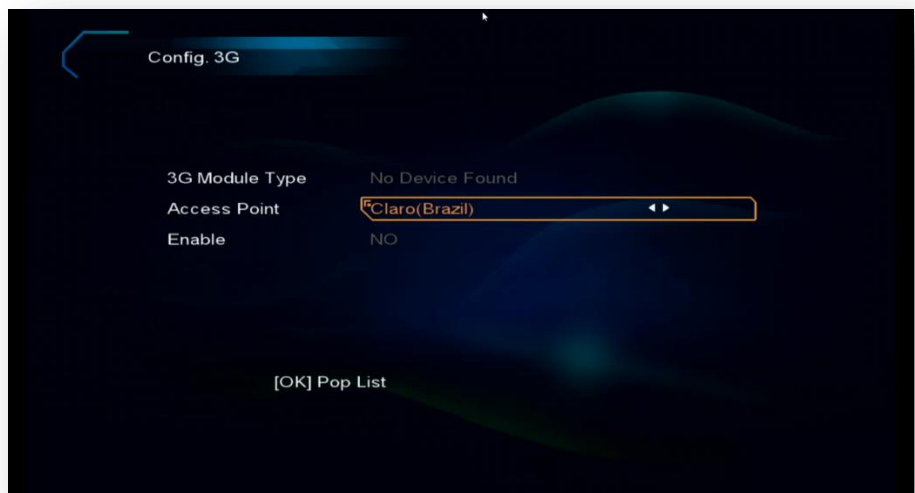 Config. 3G
3G Module Type No Device Found
Access Point Claro(Brazil)
Enable NO
[OK] Pop List